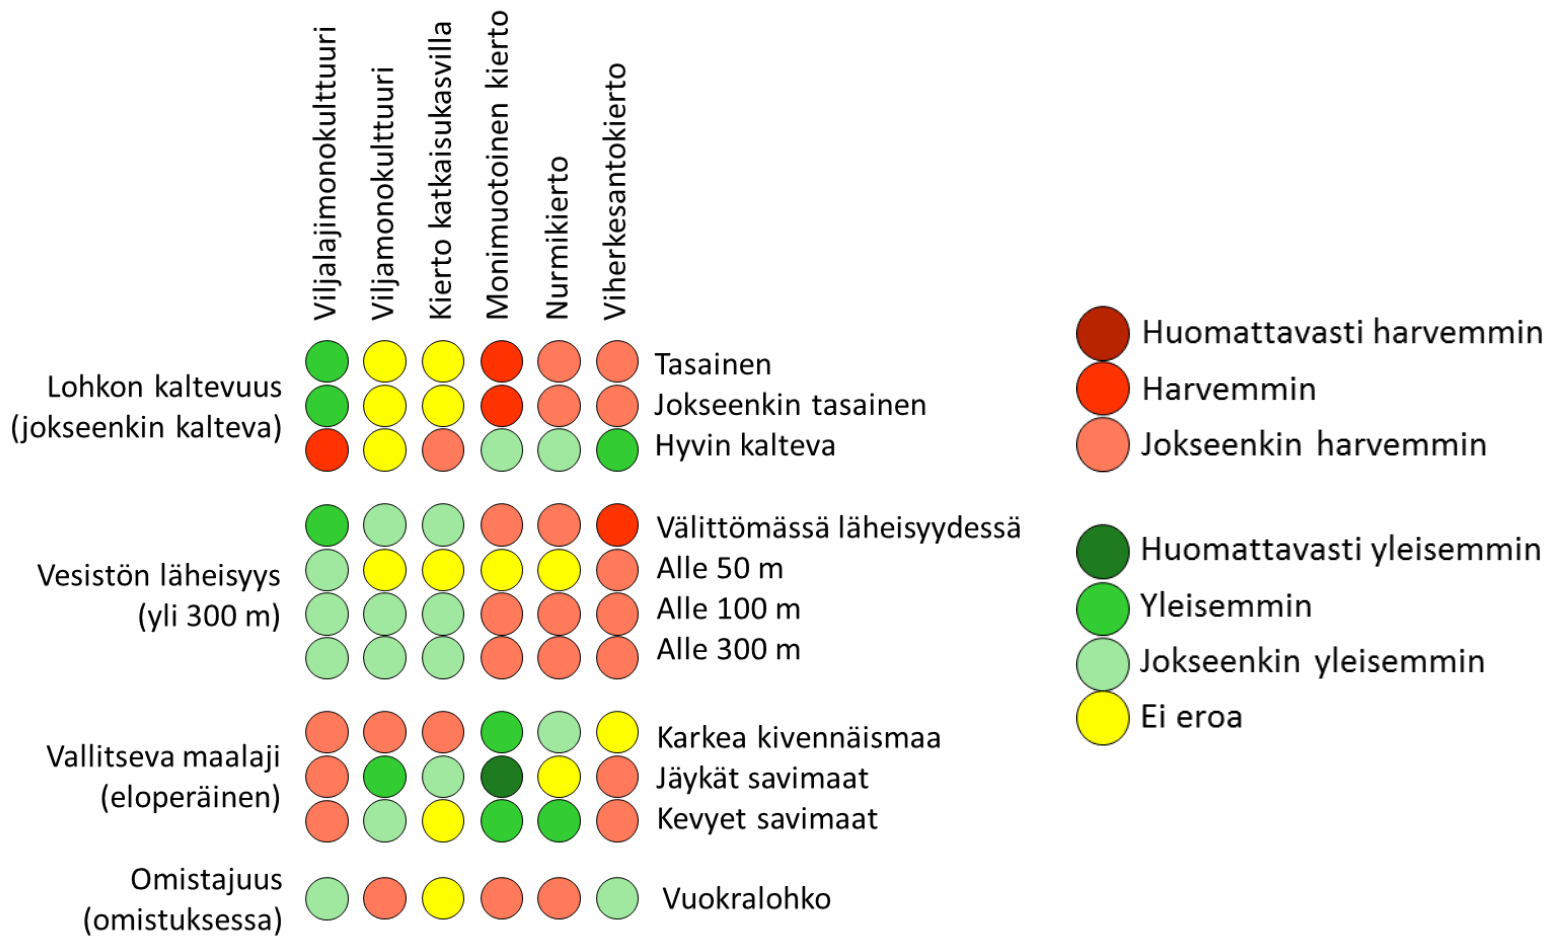 Viljalajimonokulttuuri
Viljamonokulttuuri
Kierto katkaisukasvilla
Monimuotoinen kierto
Nurmikierto
Viherkesantokierto
Lohkon kaltevuus
(jokseenkin kalteva)
Tasainen
Jokseenkin tasainen
Hyvin kalteva
Vesistön läheisyys
(yli 300 m)
Välittömässä läheisyydessä
Alle 50 m
Alle 100 m
Alle 300 m
Vallitseva maalaji
(eloperäinen)
Karkea kivennäismaa
Jäykät savimaat
Kevyet savimaat
Omistajuus
(omistuksessa)
Vuokralohko
Huomattavasti harvemmin
Harvemmin
Jokseenkin harvemmin
Huomattavasti yleisemmin
Yleisemmin
Jokseenkin yleisemmin
Ei eroa